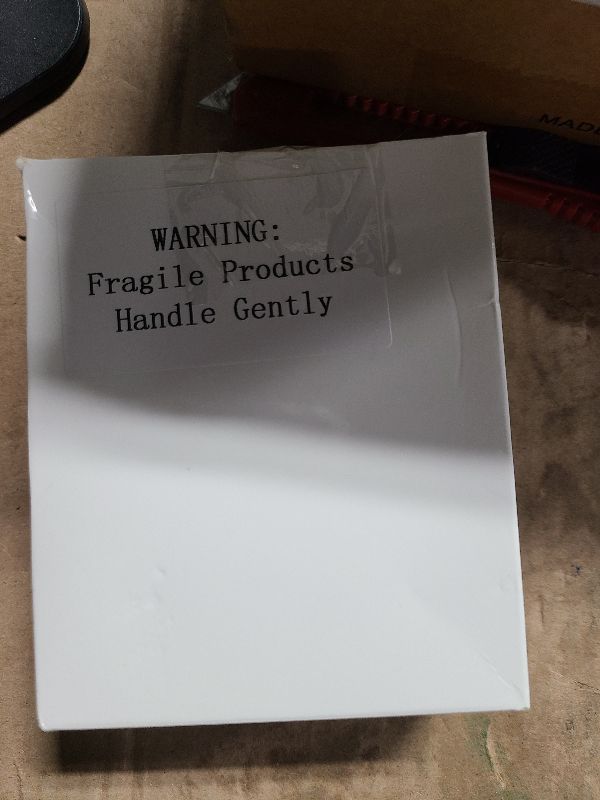 WARNING:
Fragile Products
Handle Gently